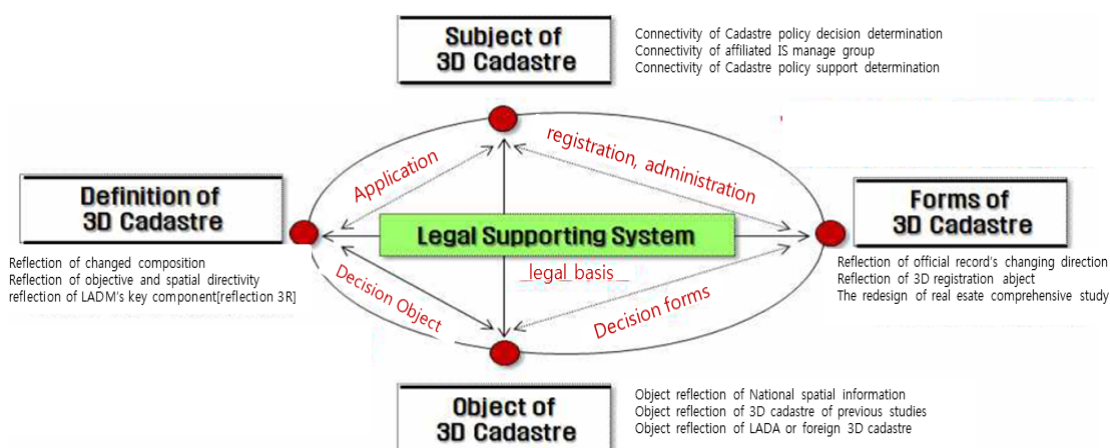 Subject of
3D Cadastre
Connectivity of Cadastre policy decision determination
Connectivity of affiliated IS manage group
Connectivity of Cadastre policy support determination
Application
registration, administration
Definition of
3D Cadastre
Legal Supporting System
Forms of
3D Cadastre
Reflection of changed composition
Reflection of objective and spatial directivity
reflection of LADM's key component[reflection 3R]
Decision Object
legal basis
Decision forms
Reflection of official record's changing direction
Reflection of 3D registration abject
The redesign of real esate comprehensive study
Object of
3D Cadastre
Object reflection of National spatial information
Object reflection of 3D cadastre of previous studies
Object reflection of LADA or foreign 3D cadastre